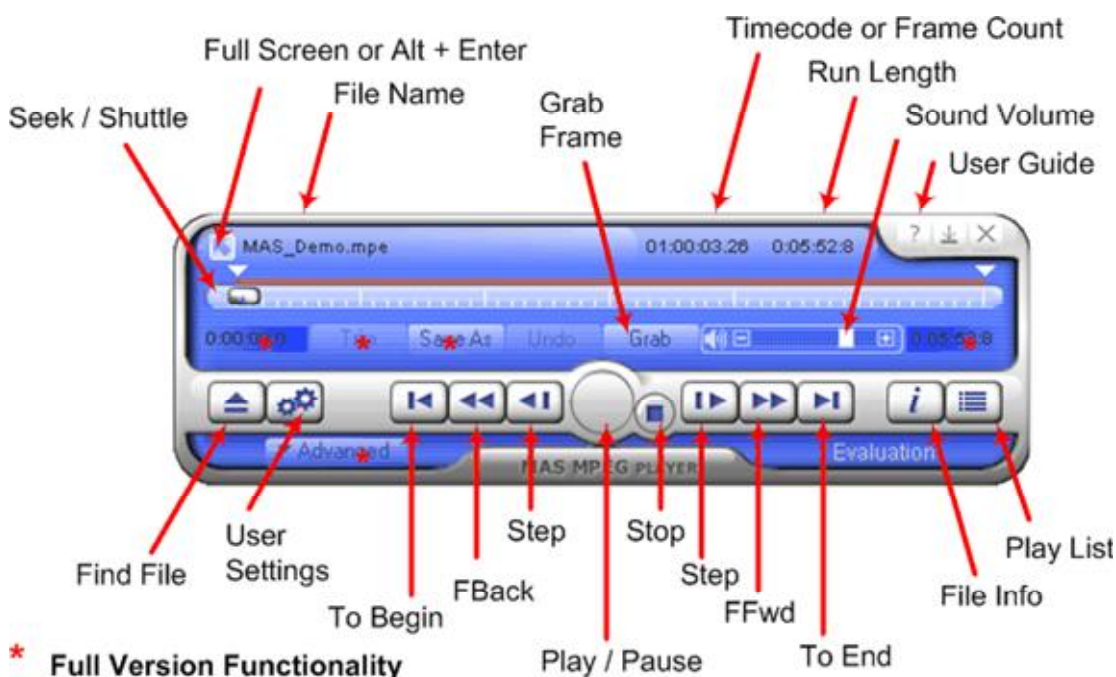 Timecode or Frame Count
Full Screen or Alt + Enter
Run Length
File Name
Grab
Frame
Sound Volume
Seek / Shuttle
User Guide
MAS_Demo.mpe
01:00:03.26
0:05:52:8
?
Save As
Undo
Grab
i
Advanced
MAS MPEG PLAYER
Evaluation
Step
Stop
User
Settings
Find File
Step
Play List
FBack
FFwd
File Info
To Begin
Play / Pause
To End
* Full Version Functionality